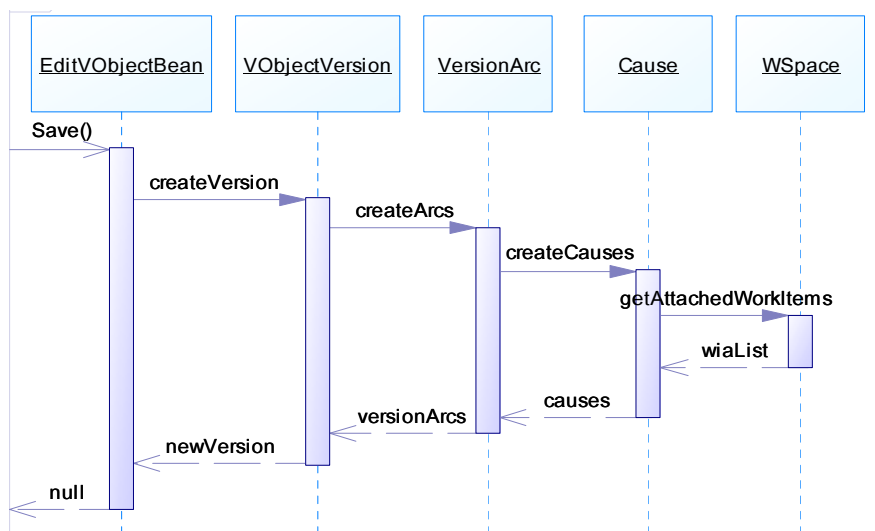 EditVObjectBean
VObjectVersion
VersionArc
Cause
WSpace
Save()
createVersion
createArcs
createCauses
getAttachedWorkItems
wiaList
causes
versionArcs
newVersion
null